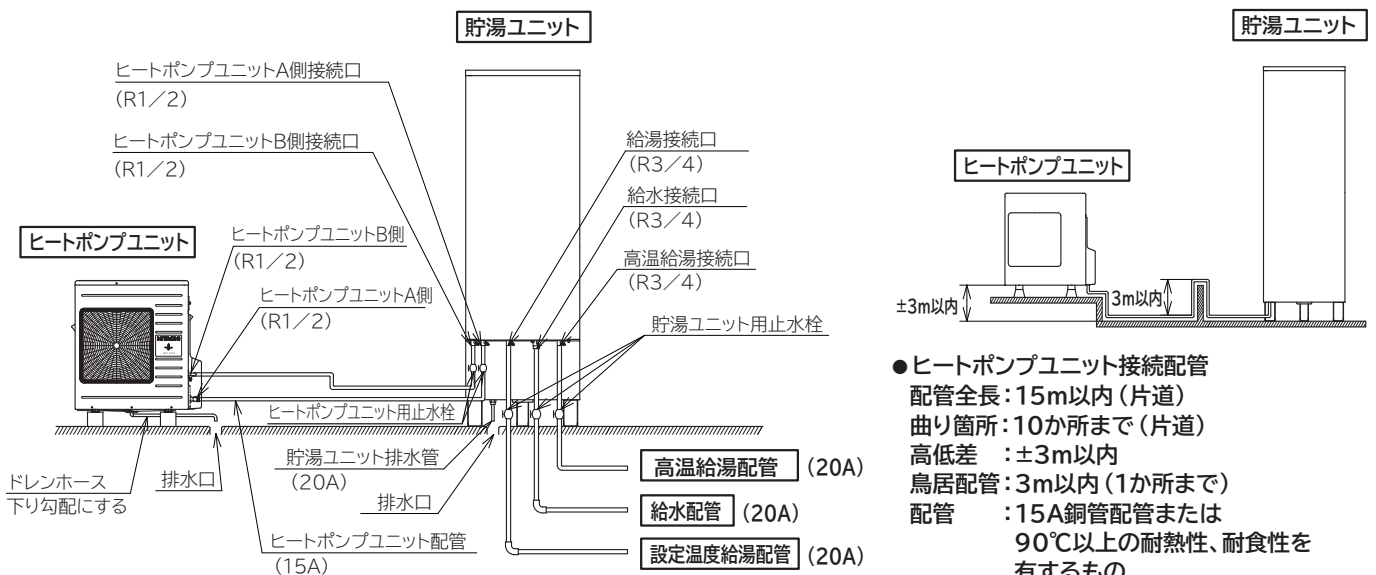 貯湯ユニット
ヒートポンプユニットA側接続口
(R1／2)
ヒートポンプユニットB側接続口
(R1／2)
給湯接続口
(R3／4)
給水接続口
(R3／4)
高温給湯接続口
(R3／4)
ヒートポンプユニット
ヒートポンプユニットB側
(R1／2)
ヒートポンプユニットA側
(R1／2)
HITACHI
貯湯ユニット用止水栓
ヒートポンプユニット用止水栓
ドレンホース
下り勾配にする
排水口
貯湯ユニット排水管
(20A)
排水口
ヒートポンプユニット配管
(15A)
高温給湯配管 (20A)
給水配管 (20A)
設定温度給湯配管 (20A)
貯湯ユニット
ヒートポンプユニット
±3m以内
3m以内
●ヒートポンプユニット接続配管
配管全長：15m以内(片道)
曲り箇所：10か所まで(片道)
高低差　：±3m以内
鳥居配管：3m以内(1か所まで)
配管　　：15A銅管配管または
90℃以上の耐熱性、耐食性を
有するもの